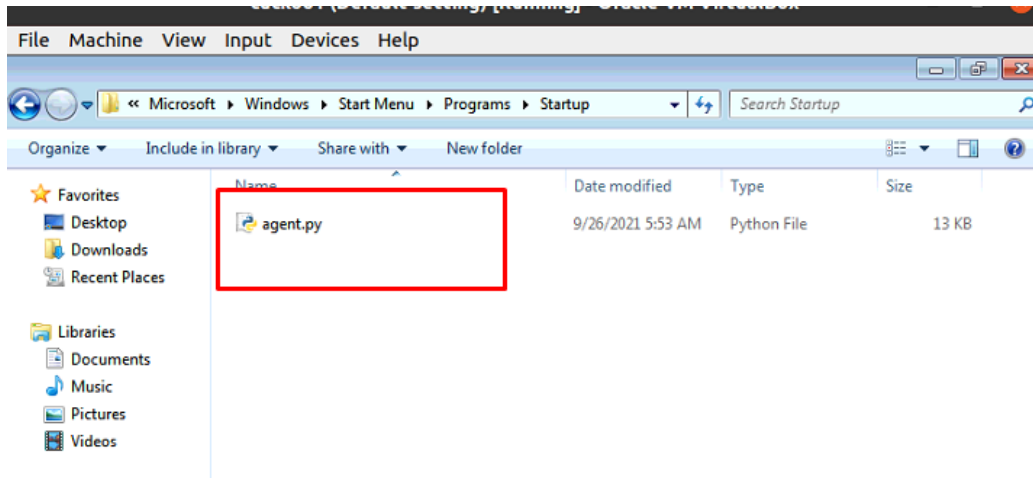 File Machine View Input Devices Help
« Microsoft Windows Start Menu Programs Startup Search Startup
Organize Include in library Share with New folder
Favorites Name Date modified Type Size
Desktop agent.py 9/26/2021 5:53 AM Python File 13 KB
Downloads
Recent Places
Libraries
Documents
Music
Pictures
Videos